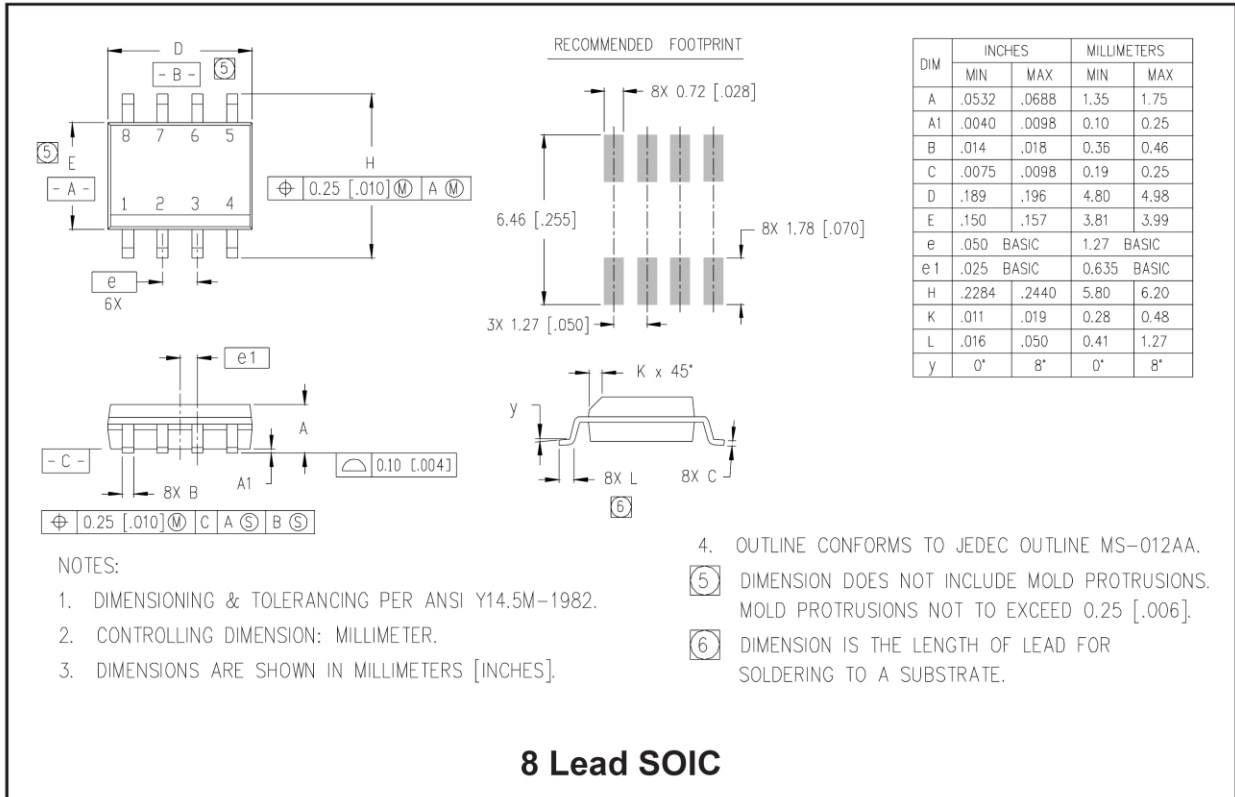 D
- B -
5
8 7 6 5
5
E
- A -
H
⌖ 0.25 [.010] Ⓜ A Ⓜ
1 2 3 4
e
6X
RECOMMENDED FOOTPRINT
8X 0.72 [.028]
6.46 [.255]
8X 1.78 [.070]
3X 1.27 [.050]
DIM INCHES MILLIMETERS
MIN MAX MIN MAX
A .0532 .0688 1.35 1.75
A1 .0040 .0098 0.10 0.25
B .014 .018 0.36 0.46
C .0075 .0098 0.19 0.25
D .189 .196 4.80 4.98
E .150 .157 3.81 3.99
e .050 BASIC 1.27 BASIC
e1 .025 BASIC 0.635 BASIC
H .2284 .2440 5.80 6.20
K .011 .019 0.28 0.48
L .016 .050 0.41 1.27
y 0° 8° 0° 8°
e1
A
- C -
A1
0.10 [.004]
8X B
⌖ 0.25 [.010] Ⓜ C A Ⓢ B Ⓢ
K x 45°
y
8X L
8X C
6
NOTES:
1. DIMENSIONING & TOLERANCING PER ANSI Y14.5M-1982.
2. CONTROLLING DIMENSION: MILLIMETER.
3. DIMENSIONS ARE SHOWN IN MILLIMETERS [INCHES].
4. OUTLINE CONFORMS TO JEDEC OUTLINE MS-012AA.
5 DIMENSION DOES NOT INCLUDE MOLD PROTRUSIONS.
MOLD PROTRUSIONS NOT TO EXCEED 0.25 [.006].
6 DIMENSION IS THE LENGTH OF LEAD FOR
SOLDERING TO A SUBSTRATE.
8 Lead SOIC